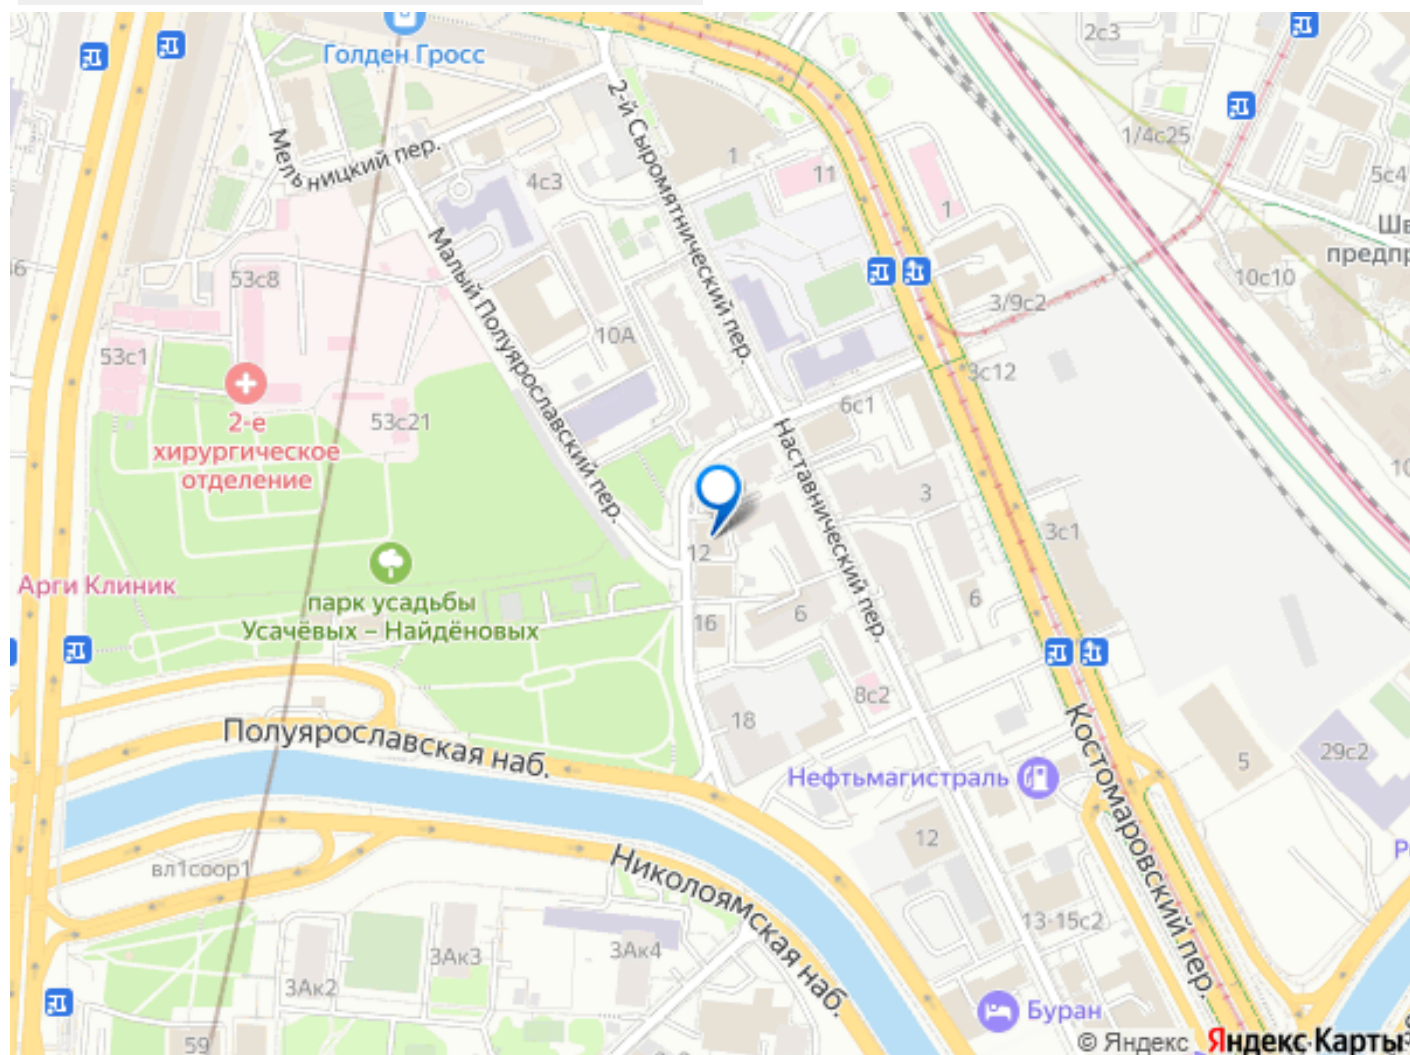 Голден Гросс
2с3
1/4с25
5с4
Мельницкий пер.
2-й Сыромятнический пер.
1
11
4с3
1
Шв
предпр
10с10
3/9с2
53с8
Малый Полуярославский пер.
10А
53с1
3с12
6с1
2-е
хирургическое
отделение
53с21
Наставнический пер.
10
3
3с1
12
Арги Клиник
парк усадьбы
Усачёвых – Найдёновых
16
6
6
8с2
18
Полуярославская наб.
Костомаровский пер.
5
29с2
Нефтьмагистраль
12
вл1соор1
Николоямская наб.
13-15с2
3Ак3
3Ак4
3Ак2
Буран
59
© Яндекс Яндекс Карты